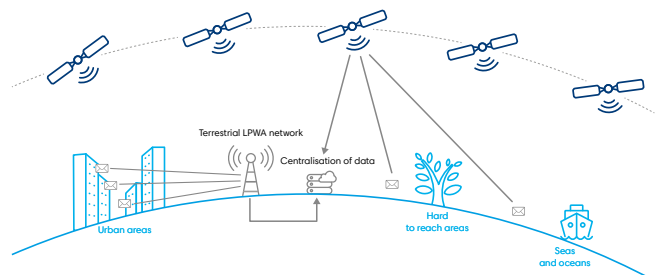 Terrestrial LPWA network
Centralisation of data
Urban areas
Hard
to reach areas
Seas
and oceans